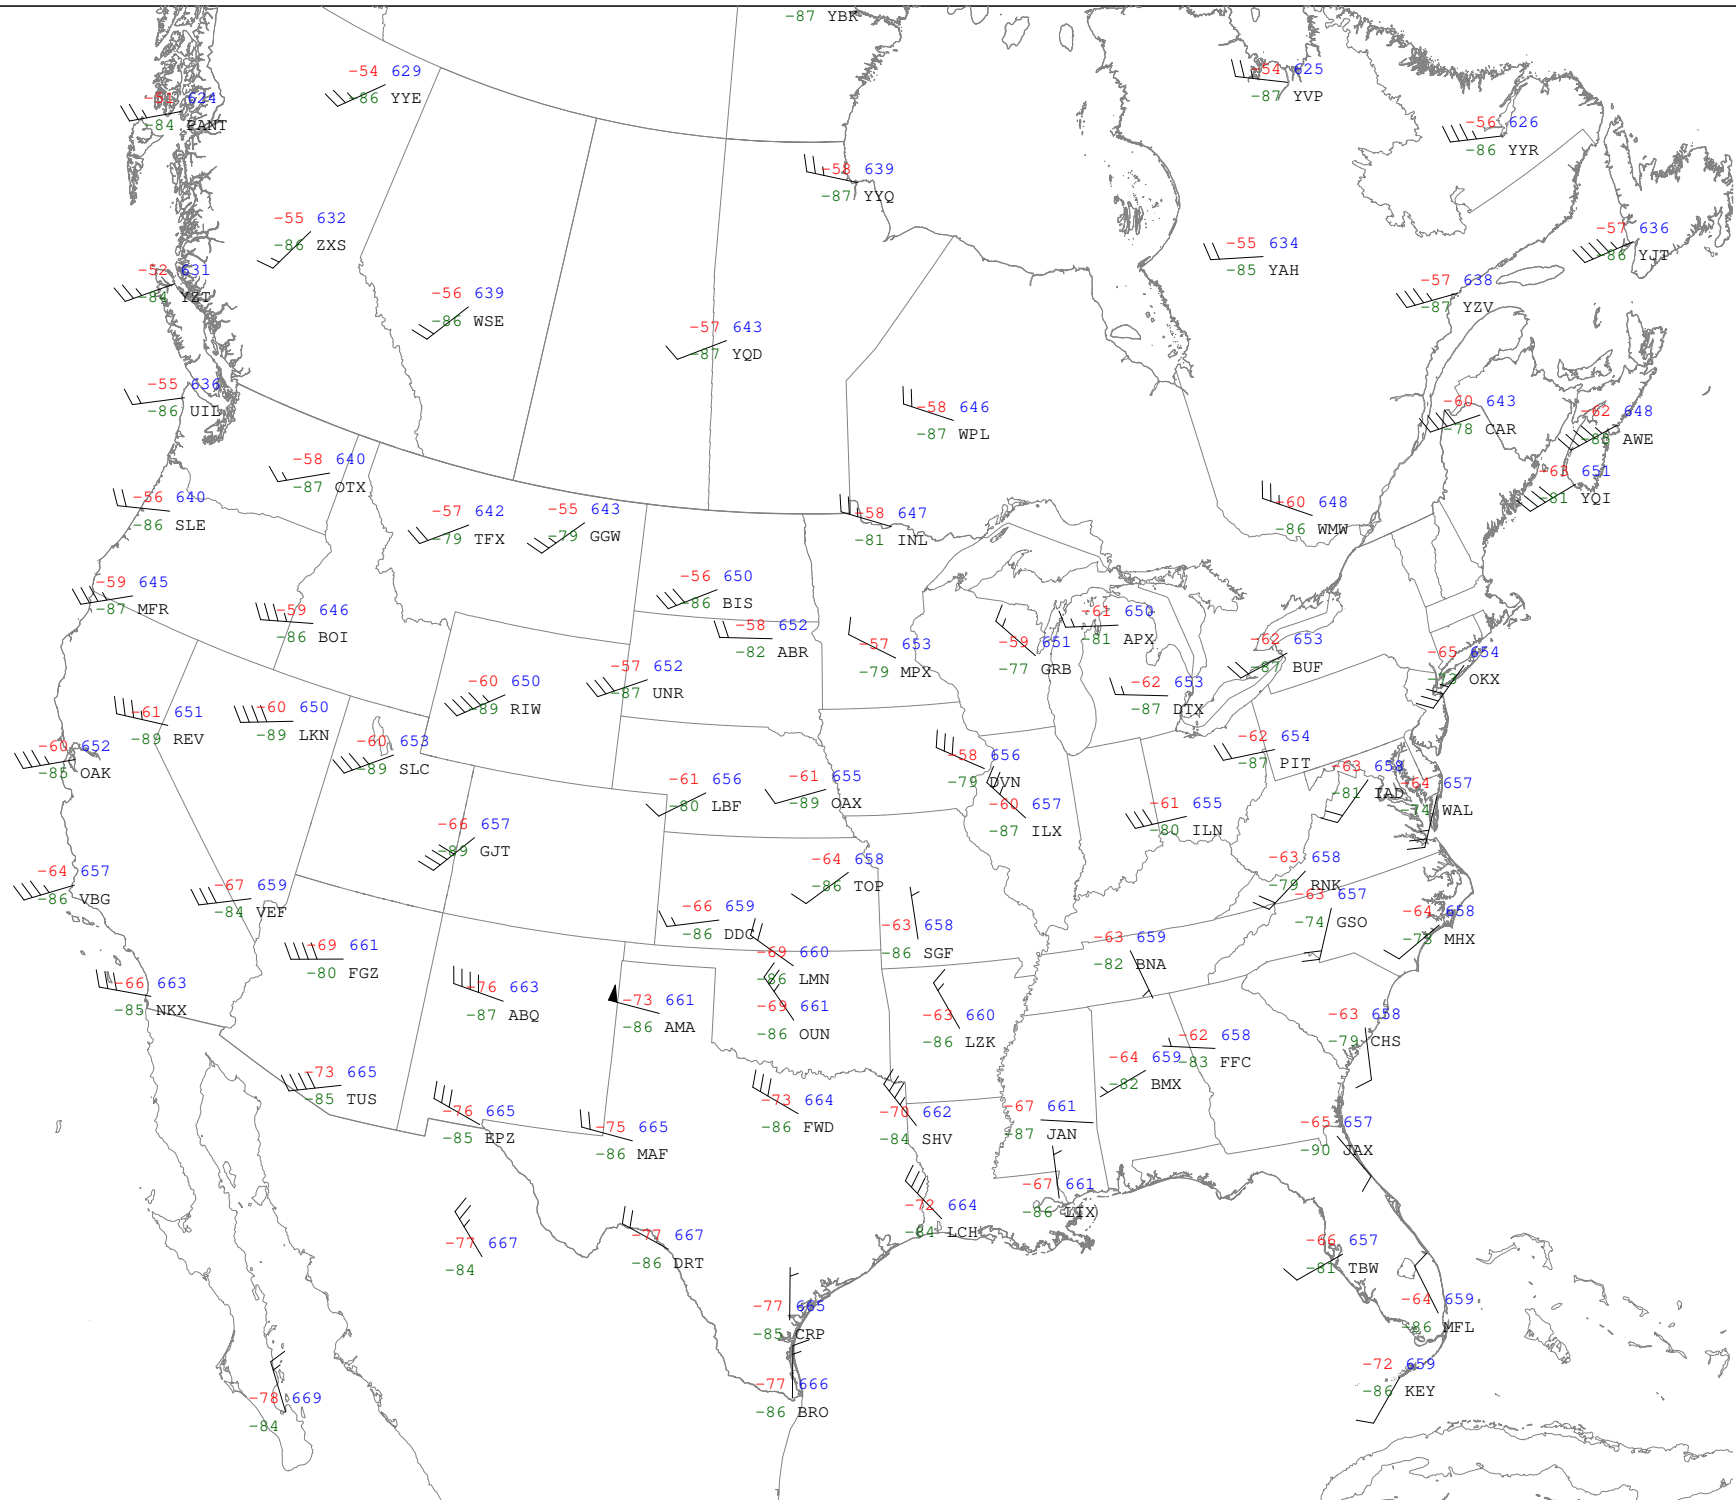 -87 YBK
-54 629
-86 YYE
-51 624
-84 PANT
-54 625
-87 YVP
-56 626
-86 YYR
-58 639
-87 YYQ
-55 632
-86 ZXS
-55 634
-85 YAH
-57 636
-86 YJT
-52 631
-84 YZT
-56 639
-86 WSE
-57 638
-87 YZV
-57 643
-87 YQD
-55 636
-86 UIL
-58 646
-87 WPL
-60 643
-78 CAR
-62 648
AWE
-58 640
-87 OTX
-63 651
-81 YQI
-56 640
-86 SLE
-57 642
-79 TFX
-55 643
-79 GGW
-58 647
-81 INL
-60 648
-86 WMW
-59 645
-87 MFR
-59 646
-86 BOI
-56 650
-86 BIS
-58 652
-82 ABR
-57 653
-79 MPX
-59 651
-77 GRB
-61 650
-81 APX
-62 653
-87 BUF
-65 654
-73 OKX
-60 650
-89 RIW
-57 652
-87 UNR
-62 653
-87 DTX
-61 651
-89 REV
-60 650
-89 LKN
-60 653
-89 SLC
-60 652
-85 OAK
-58 656
-79 DVN
-62 654
-87 PIT
-63 658
-81 IAD
-64 657
-74 WAL
-61 656
-80 LBF
-61 655
-89 OAX
-60 657
-87 ILX
-61 655
-80 ILN
-66 657
-89 GJT
-64 657
-86 VBG
-67 659
-84 VEF
-64 658
-86 TOP
-63 658
-79 RNK
-63 657
-74 GSO
-66 659
-86 DDC
-63 658
-86 SGF
-64 658
-73 MHX
-69 661
-80 FGZ
-69 660
-86 LMN
-63 659
-82 BNA
-66 663
-85 NKX
-76 663
-87 ABQ
-73 661
-86 AMA
-69 661
-86 OUN
-63 660
-86 LZK
-63 658
-79 CHS
-62 658
-83 FFC
-64 659
-82 BMX
-73 665
-85 TUS
-76 665
-85 EPZ
-75 665
-86 MAF
-73 664
-86 FWD
-70 662
-84 SHV
-67 661
-87 JAN
-65 657
-90 JAX
-67 661
-86 LIX
-72 664
-84 LCH
-77 667
-84
-77 667
-86 DRT
-66 657
-81 TBW
-77 665
-85 CRP
-64 659
-86 MFL
-72 659
-86 KEY
-78 669
-84
-77 666
-86 BRO